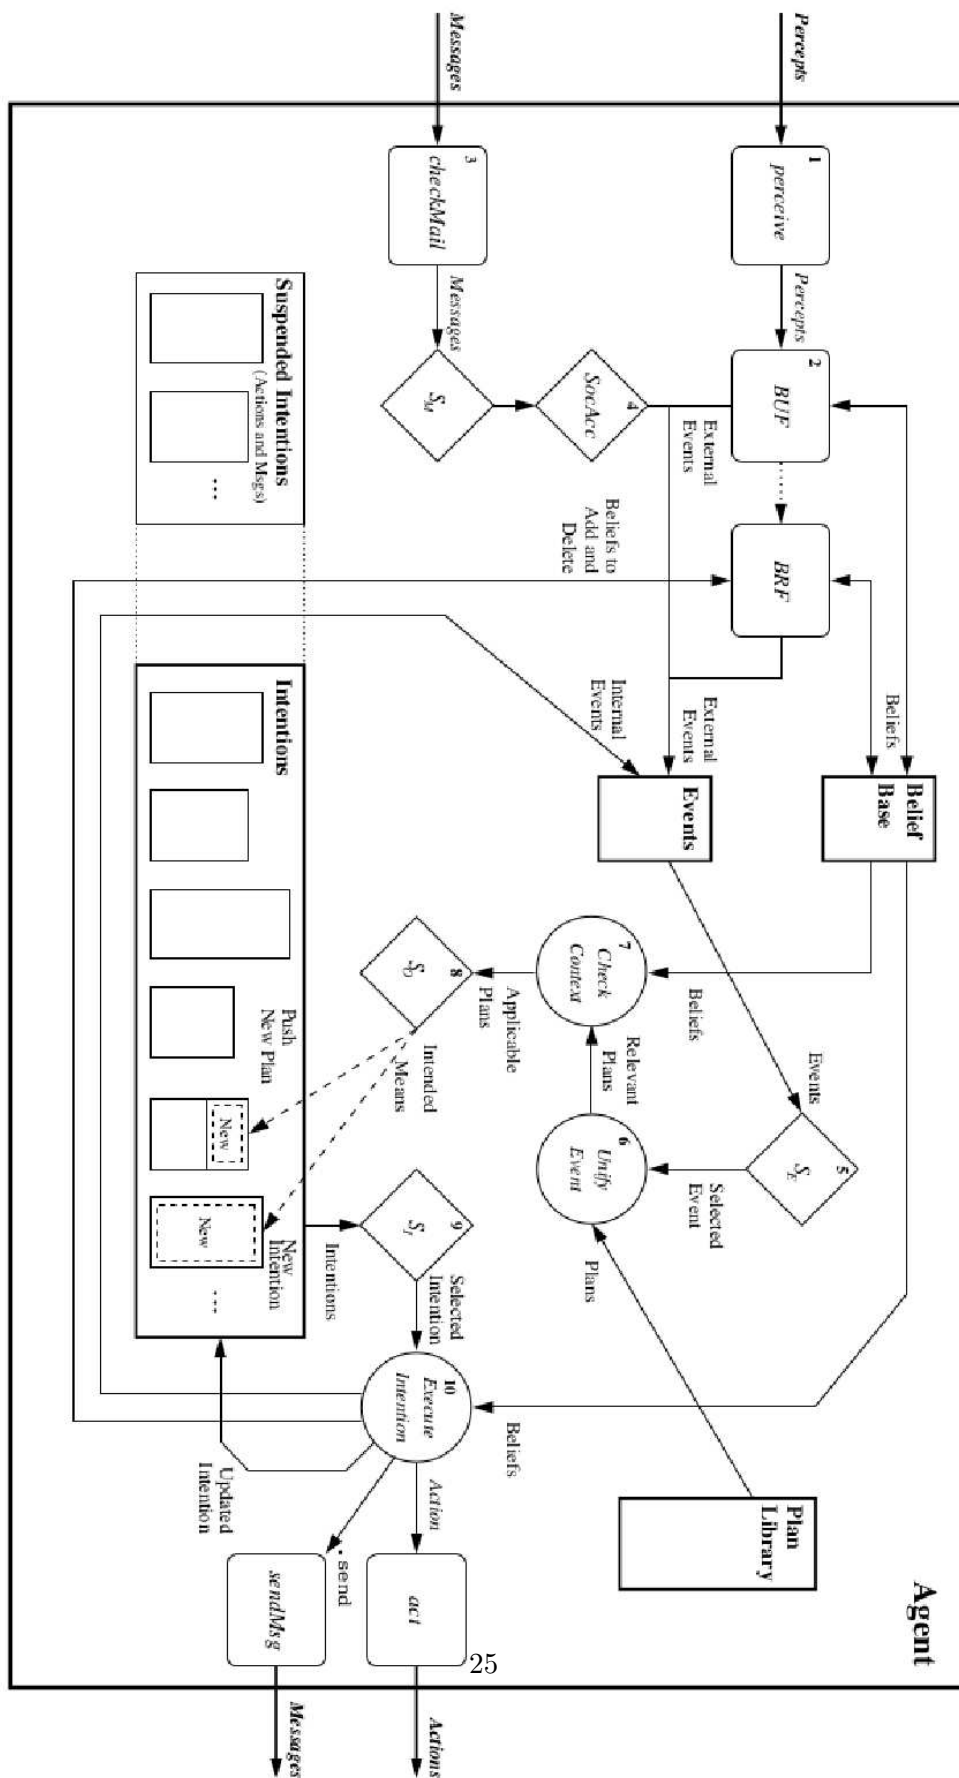 Agent
Percepts
1
perceive
Percepts
2
BUF
BRF
Beliefs
Belief
Base
Messages
3
checkMail
Messages
S_M
4
SocAcc
External
Events
Beliefs to
Add and
Delete
External
Events
Internal
Events
Events
Events
5
S_E
Selected
Event
Plan
Library
Plans
6
Unify
Event
Relevant
Plans
7
Check
Context
Beliefs
Applicable
Plans
8
S_O
Intended
Means
9
S_I
Selected
Intention
10
Execute
Intention
Beliefs
Action
act
Actions
.send
sendMsg
Messages
Updated
Intention
Suspended Intentions
(Actions and Msgs)
...
Intentions
Push
New Plan
New
New
Intention
New
Intentions
...
25